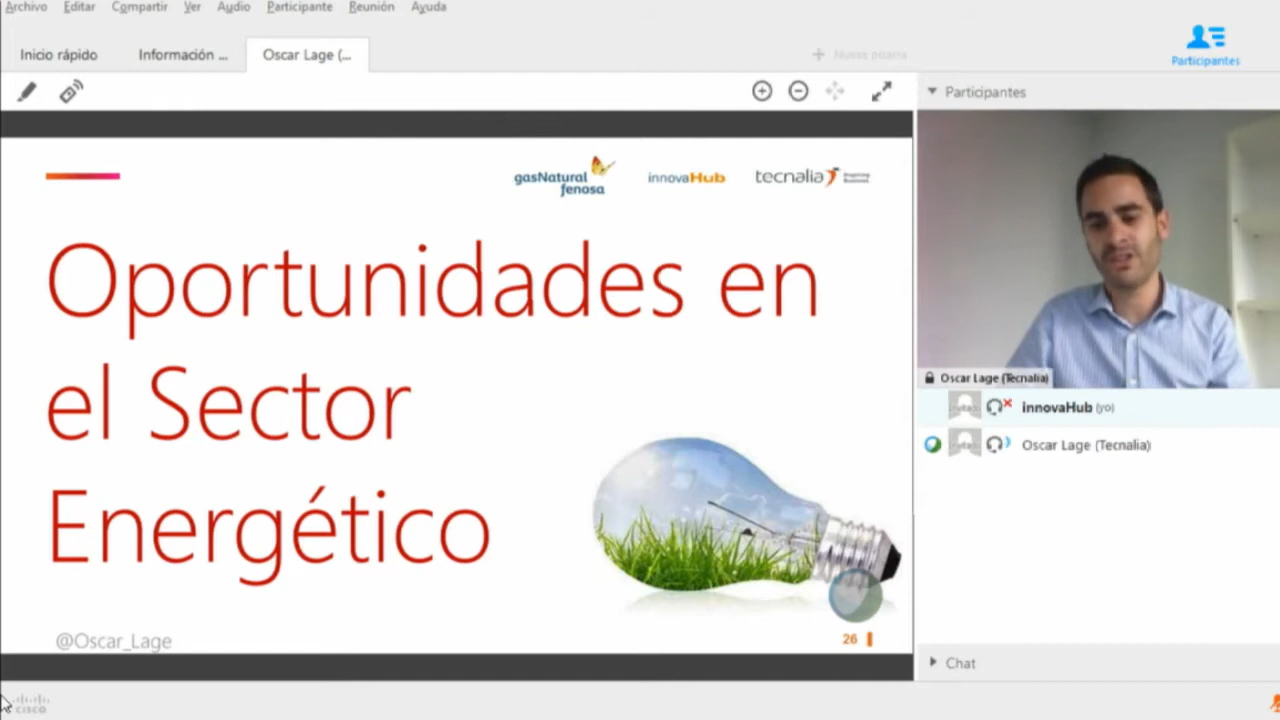 Archivo Editar Compartir Ver Audio Participante Reunión Ayuda
Inicio rápido Información ... Oscar Lage (...
Participantes
Participantes
gasNatural
fenosa
innovaHub
tecnalia
Oportunidades en
el Sector
Energético
@Oscar_Lage
26
Oscar Lage (Tecnalia)
innovaHub (yo)
Oscar Lage (Tecnalia)
Chat
CISCO